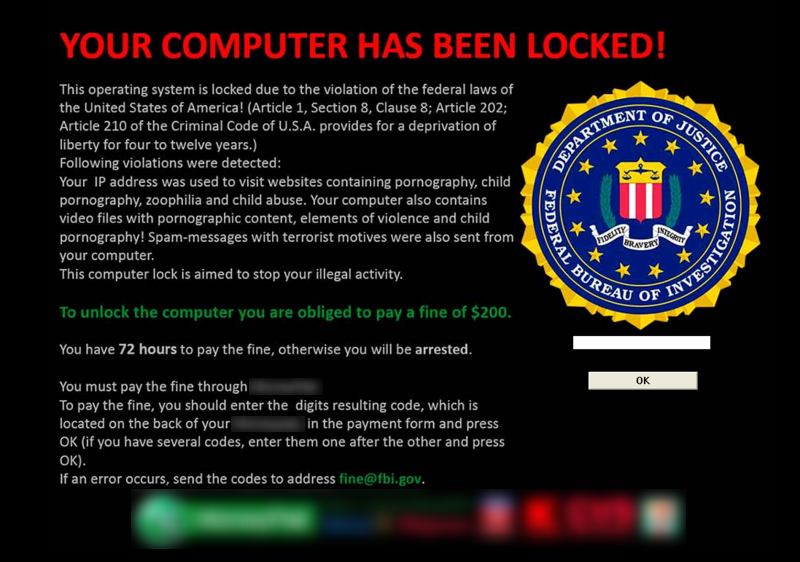 YOUR COMPUTER HAS BEEN LOCKED!
This operating system is locked due to the violation of the federal laws of
the United States of America! (Article 1, Section 8, Clause 8; Article 202;
Article 210 of the Criminal Code of U.S.A. provides for a deprivation of
liberty for four to twelve years.)
Following violations were detected:
Your IP address was used to visit websites containing pornography, child
pornography, zoophilia and child abuse. Your computer also contains
video files with pornographic content, elements of violence and child
pornography! Spam-messages with terrorist motives were also sent from
your computer.
This computer lock is aimed to stop your illegal activity.
To unlock the computer you are obliged to pay a fine of $200.
You have 72 hours to pay the fine, otherwise you will be arrested.
You must pay the fine through
To pay the fine, you should enter the digits resulting code, which is
located on the back of your in the payment form and press
OK (if you have several codes, enter them one after the other and press
OK).
If an error occurs, send the codes to address fine@fbi.gov.
DEPARTMENT OF JUSTICE
FIDELITY BRAVERY INTEGRITY
FEDERAL BUREAU OF INVESTIGATION
OK